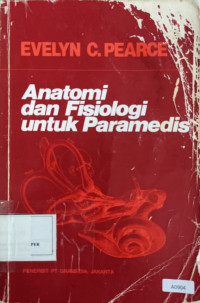 EVELYN C. PEARCE
Anatomi
dan Fisiologi
untuk Paramedis
PENERBIT PT GRAMEDIA, JAKARTA